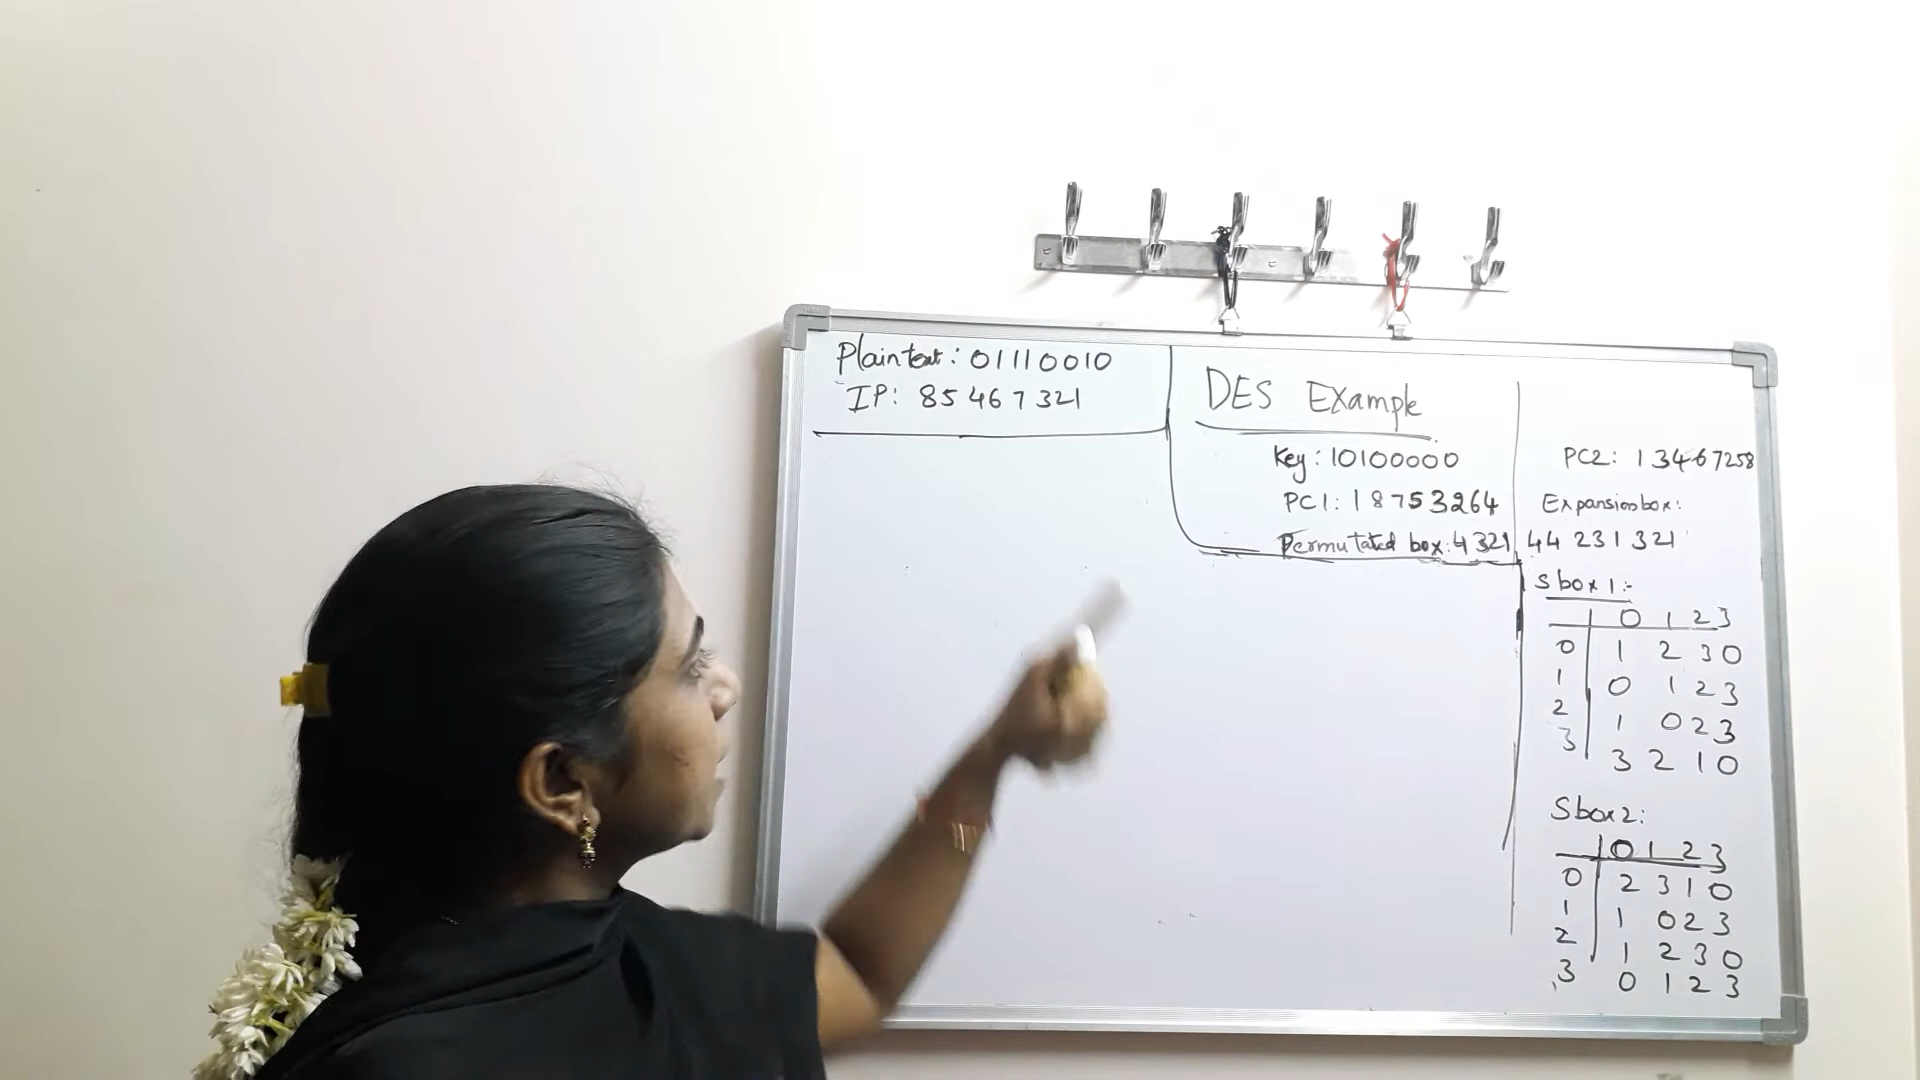 Plaintext: 01110010
IP: 85467321
DES Example
Key: 10100000
PC1: 18753264
Permutated box: 4321
PC2: 13467258
Expansionbox:
44 231 321
S box 1:-
0 1 2 3
0 1 2 3 0
1 0 1 2 3
2 1 0 2 3
3 3 2 1 0
S box 2:
0 1 2 3
0 2 3 1 0
1 1 0 2 3
2 1 2 3 0
3 0 1 2 3